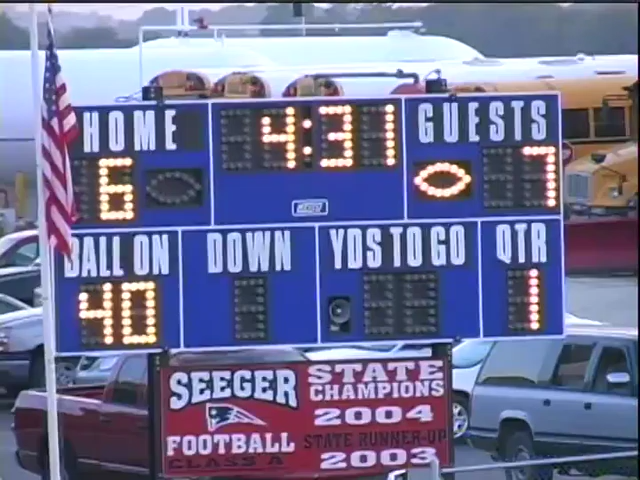 HOME 4:31 GUESTS
6 7
BALL ON DOWN YDS TO GO QTR
40 1
SEEGER
FOOTBALL
CLASS A
STATE
CHAMPIONS
2004
STATE RUNNER-UP
2003